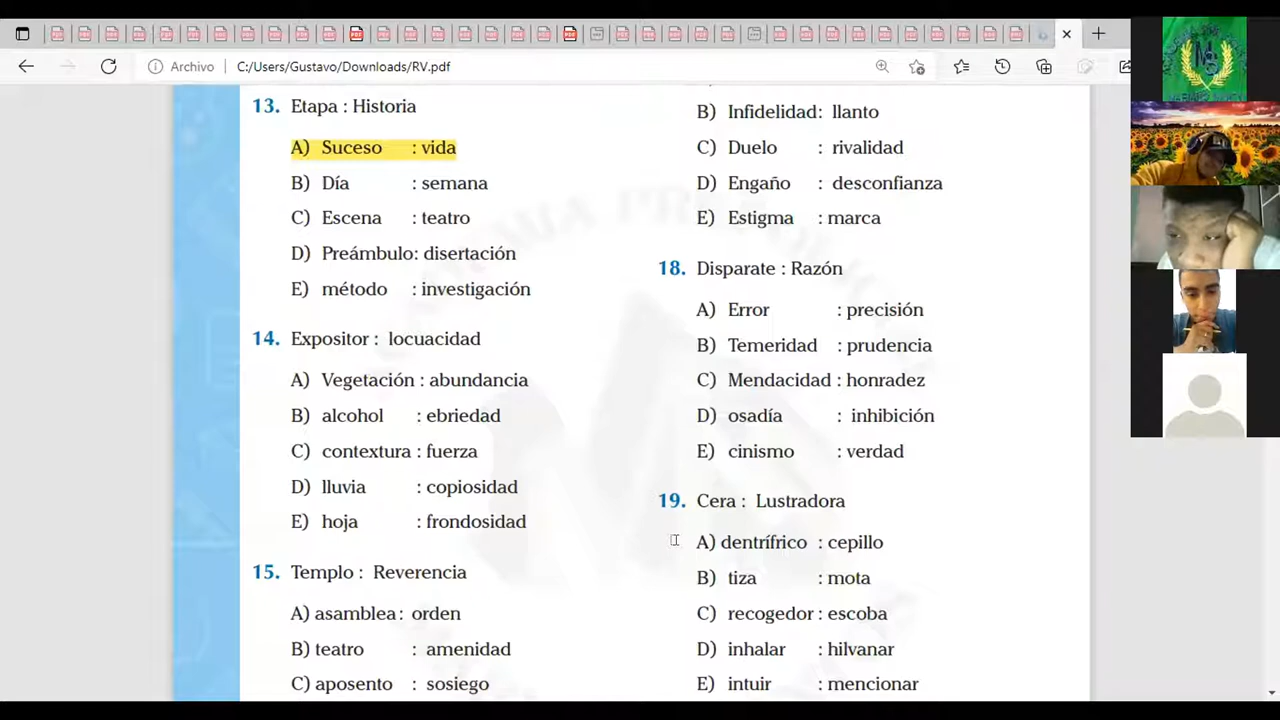 Archivo
C:/Users/Gustavo/Downloads/RV.pdf
13. Etapa : Historia
A) Suceso : vida
B) Día : semana
C) Escena : teatro
D) Preámbulo: disertación
E) método : investigación
14. Expositor : locuacidad
A) Vegetación : abundancia
B) alcohol : ebriedad
C) contextura : fuerza
D) lluvia : copiosidad
E) hoja : frondosidad
15. Templo : Reverencia
A) asamblea : orden
B) teatro : amenidad
C) aposento : sosiego
B) Infidelidad : llanto
C) Duelo : rivalidad
D) Engaño : desconfianza
E) Estigma : marca
18. Disparate : Razón
A) Error : precisión
B) Temeridad : prudencia
C) Mendacidad : honradez
D) osadía : inhibición
E) cinismo : verdad
19. Cera : Lustradora
A) dentrífrico : cepillo
B) tiza : mota
C) recogedor : escoba
D) inhalar : hilvanar
E) intuir : mencionar